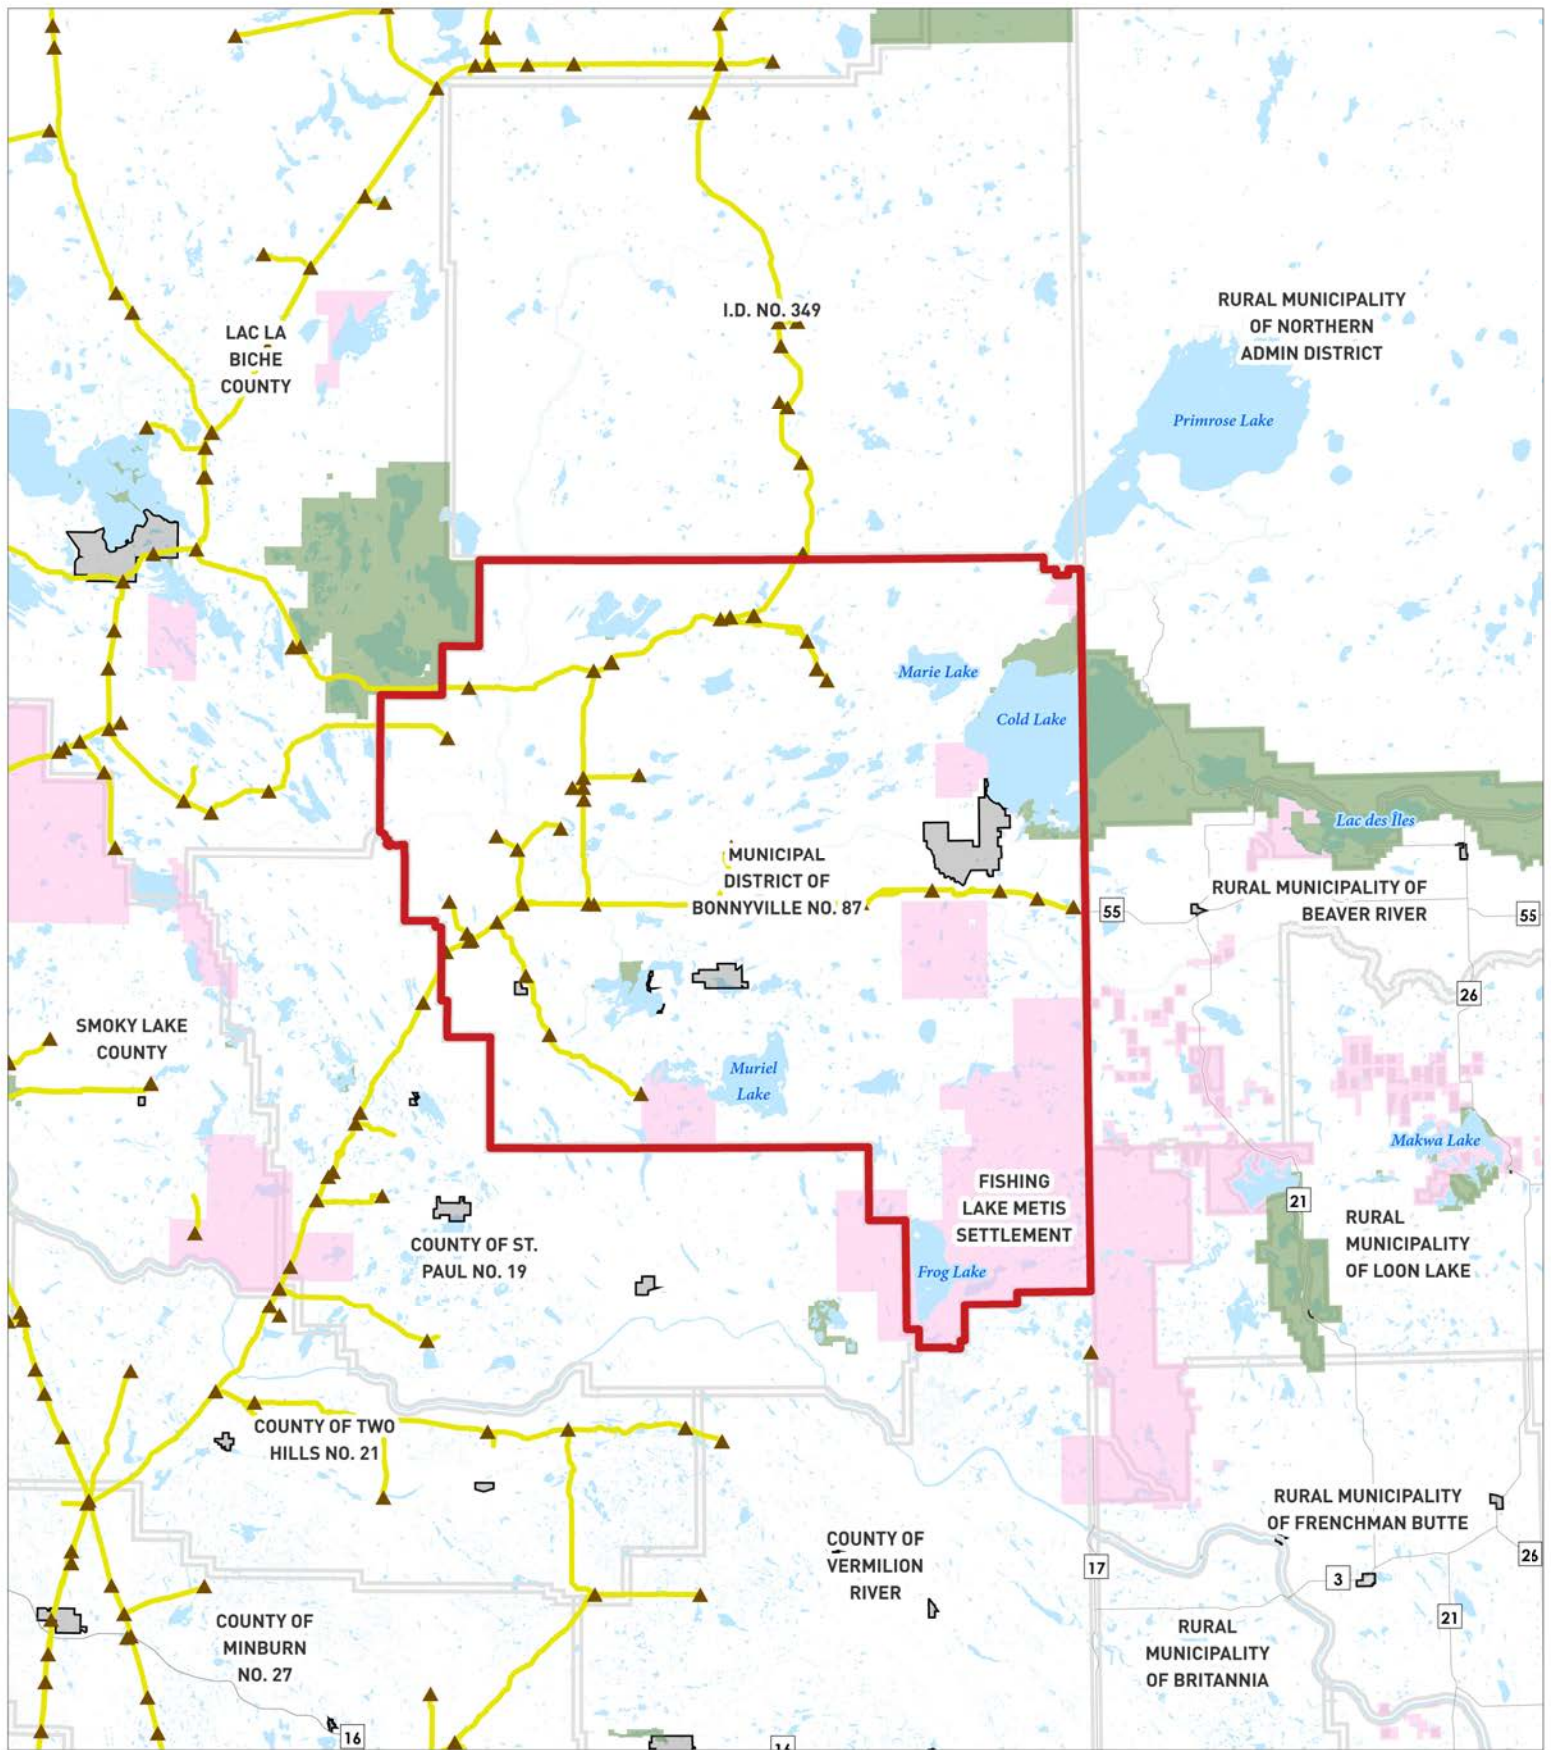 I.D. NO. 349
RURAL MUNICIPALITY
OF NORTHERN
ADMIN DISTRICT
LAC LA
BICHE
COUNTY
Primrose Lake
Marie Lake
Cold Lake
Lac des Îles
MUNICIPAL
DISTRICT OF
BONNYVILLE NO. 87
RURAL MUNICIPALITY OF
BEAVER RIVER
55
55
26
SMOKY LAKE
COUNTY
Muriel
Lake
Makwa Lake
FISHING
LAKE METIS
SETTLEMENT
21
RURAL
MUNICIPALITY
OF LOON LAKE
COUNTY OF ST.
PAUL NO. 19
Frog Lake
COUNTY OF TWO
HILLS NO. 21
RURAL MUNICIPALITY
OF FRENCHMAN BUTTE
COUNTY OF
VERMILION
RIVER
26
17
3
21
COUNTY OF
MINBURN
NO. 27
RURAL
MUNICIPALITY
OF BRITANNIA
16
16